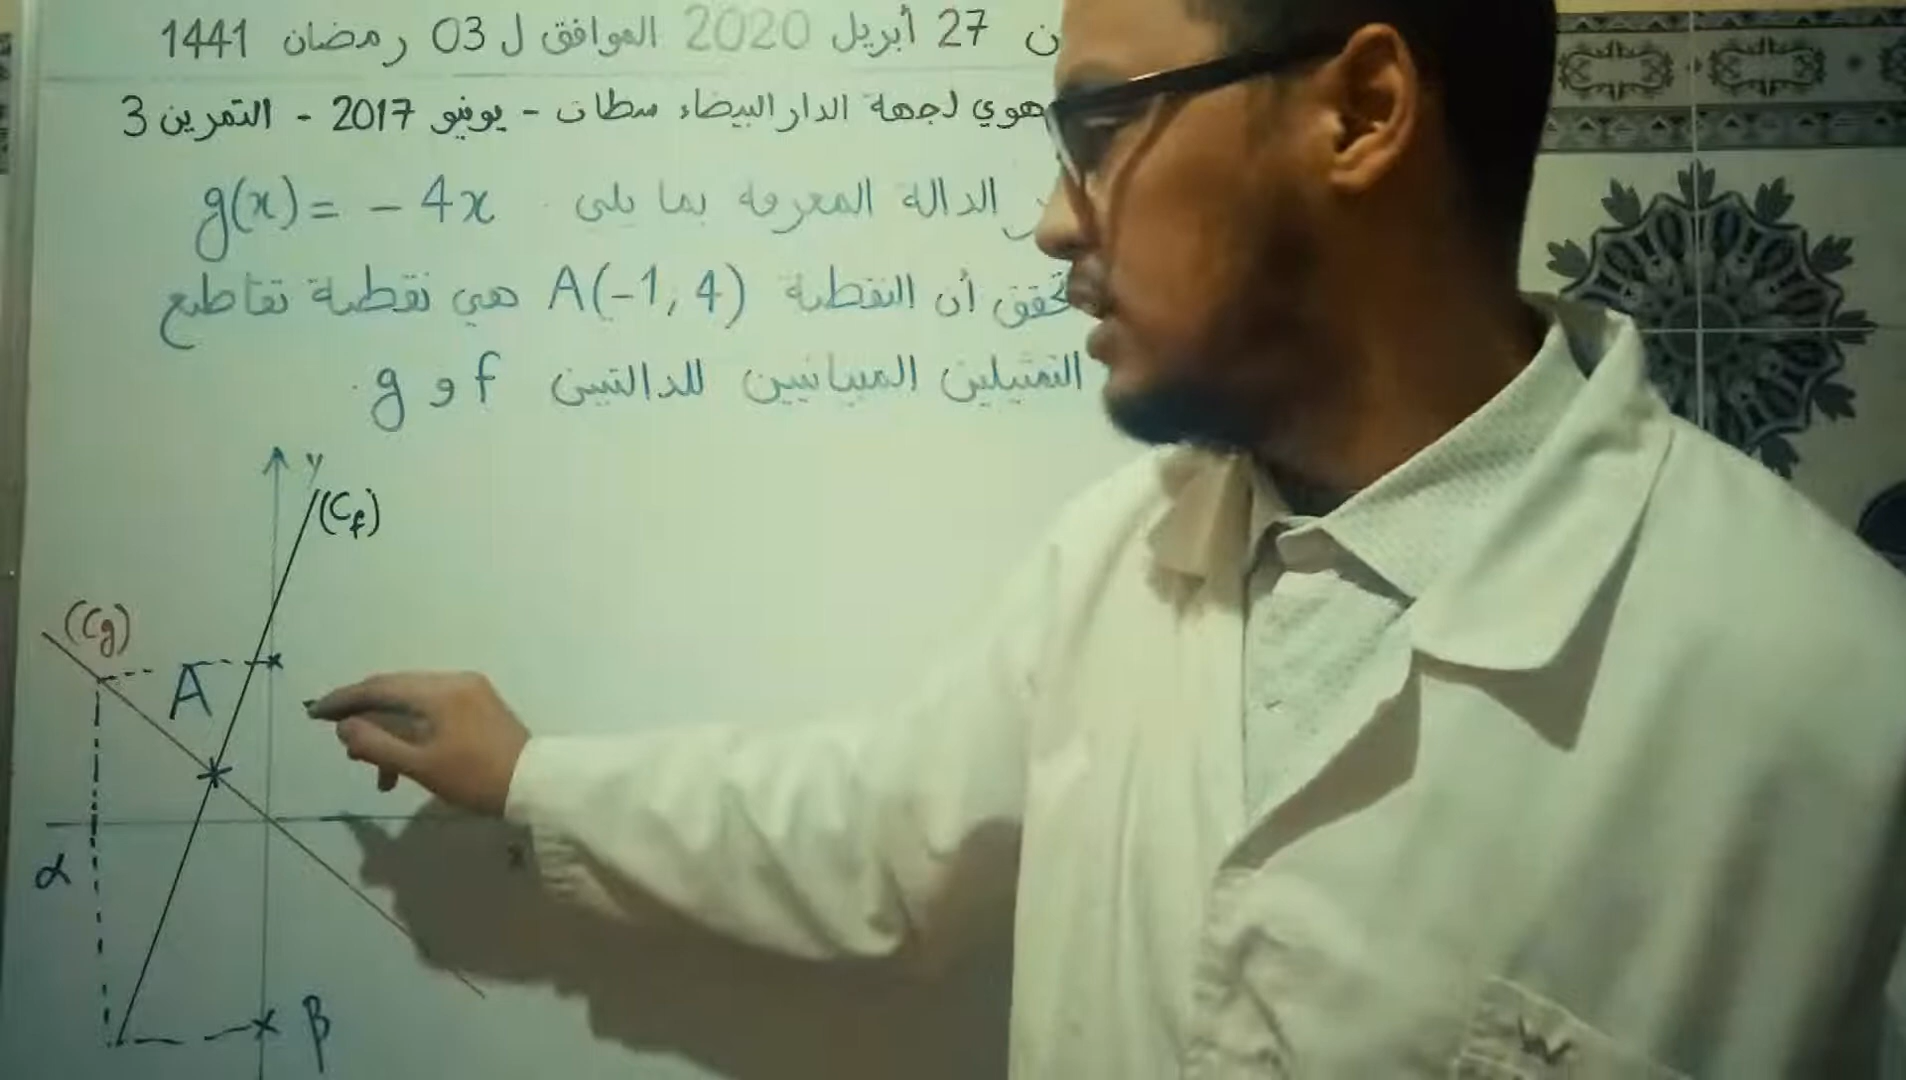 27 أبريل 2020 الموافق ل 03 رمضان 1441
لجهة الدار البيضاء سطات - يونيو 2017 - التمرين 3
الدالة المعرفة بما يلي g(x) = - 4x
تحقق أن النقطة A(-1, 4) هي نقطة تقاطع
التمثيلين المبيانيين للدالتين f و g .
y
(Cf)
(Cg)
A
x
α
β